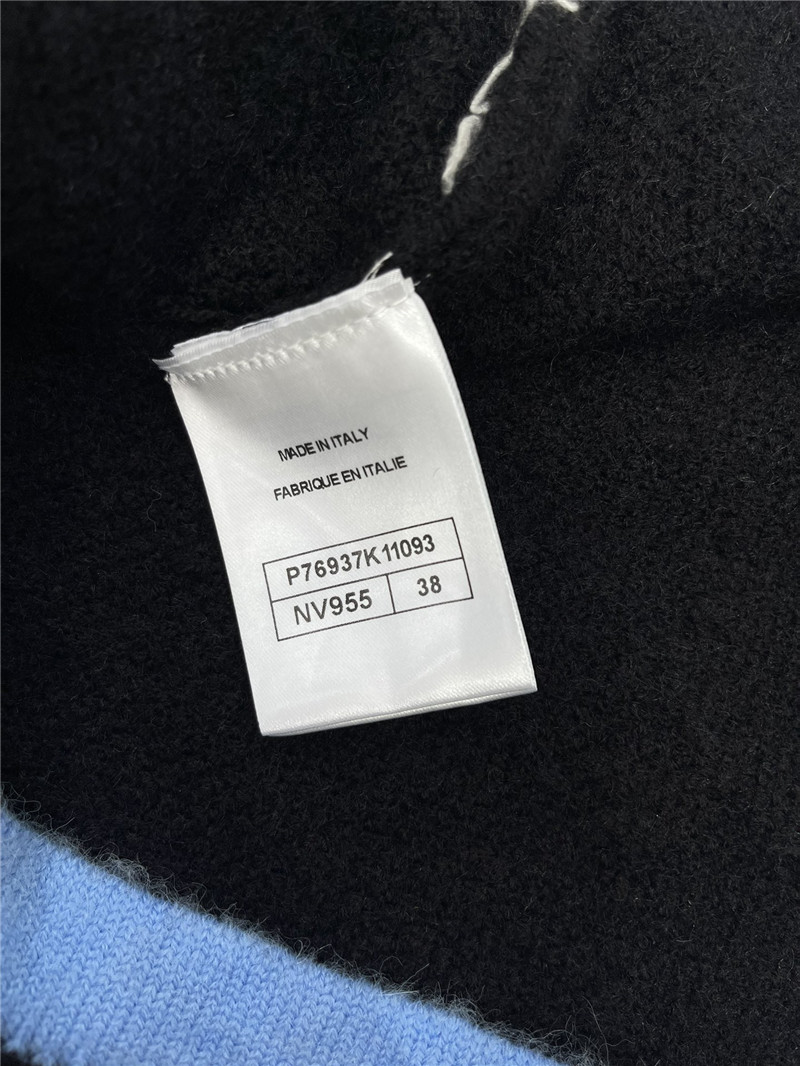 MADE IN ITALY
FABRIQUE EN ITALIE
P76937K11093
NV955 38